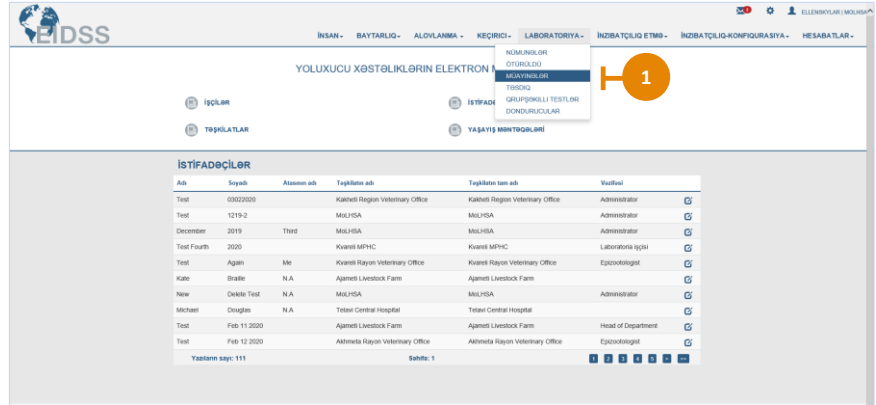 EIDSS
ELLENSKYLAR | MOLHSA
İNSAN BAYTARLIQ ALOVLANMA KEÇIRICI LABORATORIYA İNZIBATÇILIQ ETMƏ İNZIBATÇILIQ-KONFIQURASIYA HESABATLAR
NÜMUNƏLƏR
ÖTÜRÜLDÜ
MÜAYINƏLƏR
TƏSDIQ
QRUPŞƏKILLI TESTLƏR
DONDURUCULAR
1
YOLUXUCU XƏSTƏLIKLƏRIN ELEKTRON
İŞÇILƏR
TƏŞKILATLAR
YAŞAYIŞ MƏNTƏQƏLƏRI
İSTIFADƏÇILƏR
Adı Soyadı Atasının adı Təşkilatın adı Təşkilatın tam adı Vəzifəsi
Test 03022020 Kakheti Region Veterinary Office Kakheti Region Veterinary Office Administrator
Test 1219-2 MoLHSA MoLHSA Administrator
December 2019 Third MoLHSA MoLHSA Administrator
Test Fourth 2020 Kvareli MPHC Kvareli MPHC Laboratoria işçisi
Test Again Me Kvareli Rayon Veterinary Office Kvareli Rayon Veterinary Office Epizootologist
Kate Braille N.A Ajameti Livestock Farm Ajameti Livestock Farm
New Delete Test N.A MoLHSA MoLHSA Administrator
Michael Douglas N.A Telavi Central Hospital Telavi Central Hospital
Test Feb 11 2020 Ajameti Livestock Farm Ajameti Livestock Farm Head of Department
Test Feb 12 2020 Akhmeta Rayon Veterinary Office Akhmeta Rayon Veterinary Office Epizootologist
Yazıların sayı: 111 Səhifə: 1 1 2 3 4 5 > >>